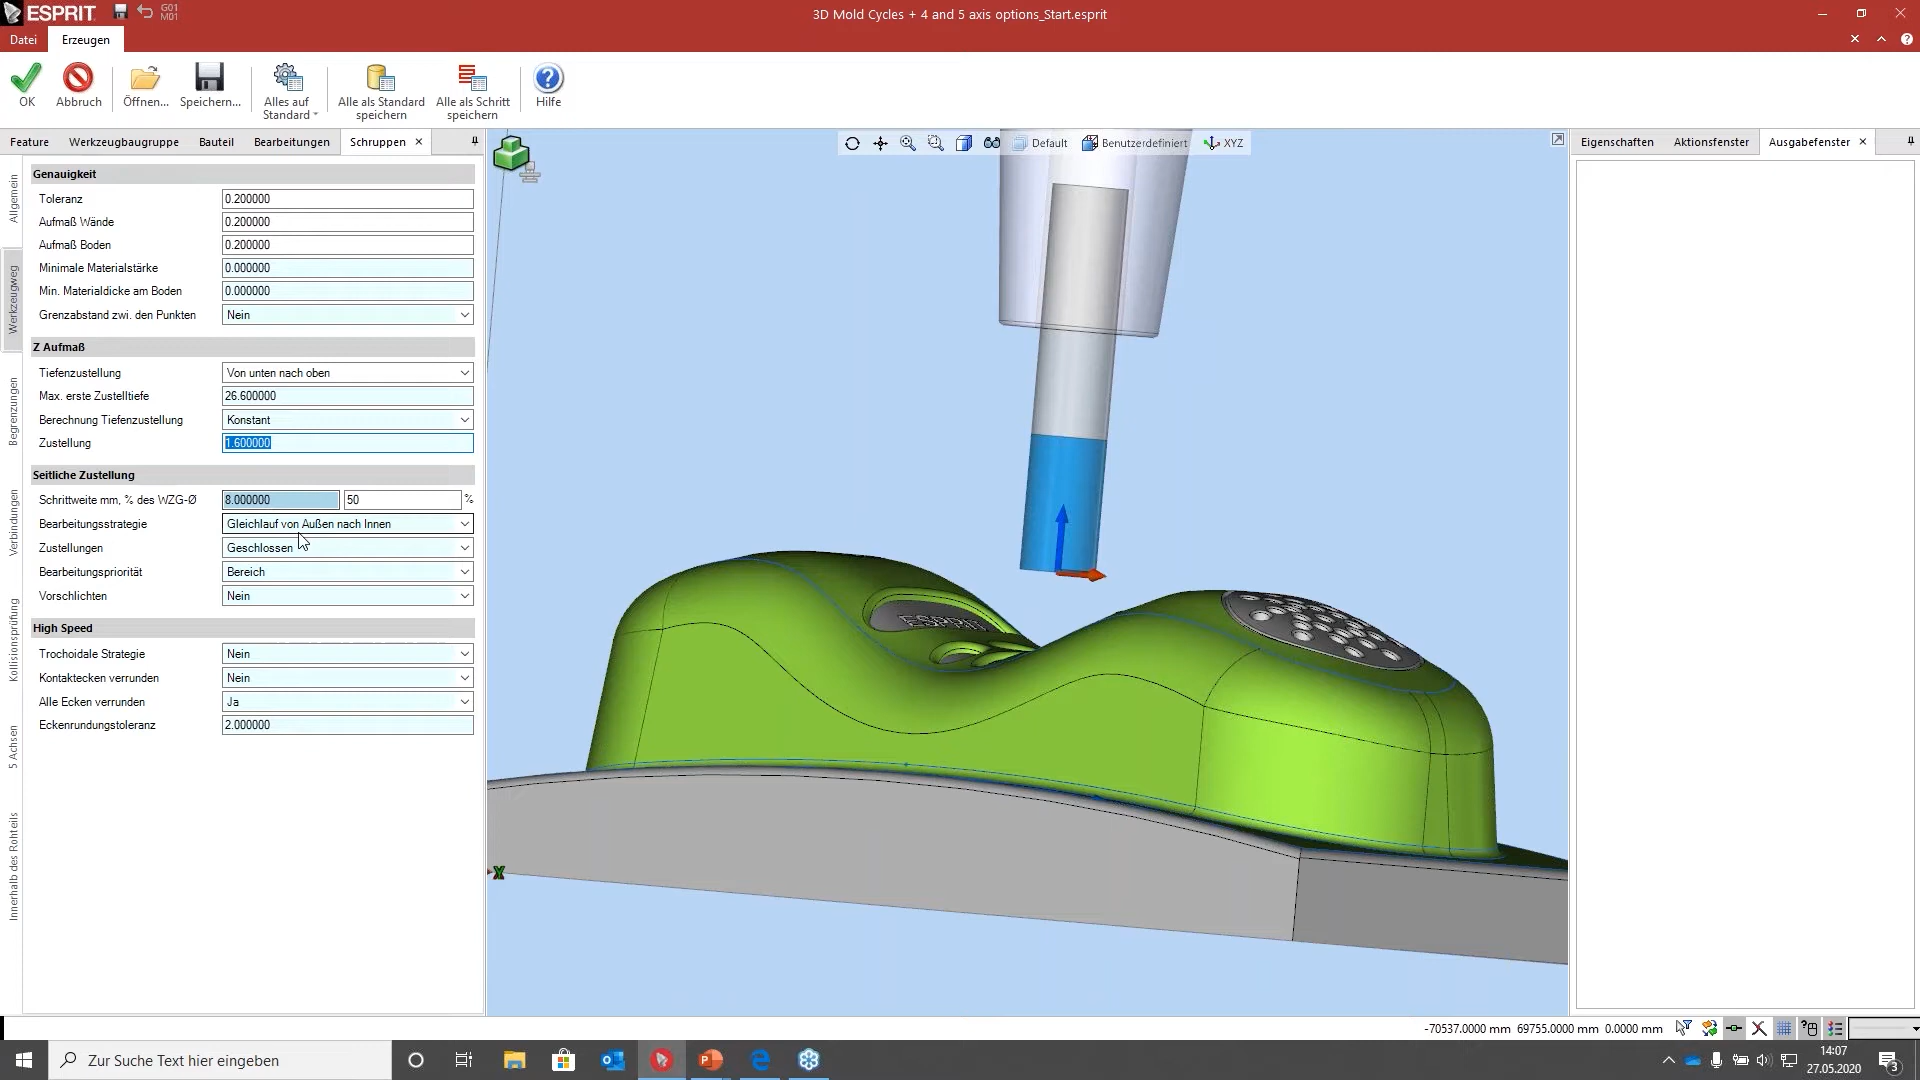 ESPRIT
G01
M01
3D Mold Cycles + 4 and 5 axis options_Start.esprit
Datei
Erzeugen
OK
Abbruch
Öffnen...
Speichern...
Alles auf
Standard
Alle als Standard
speichern
Alle als Schritt
speichern
Hilfe
Feature
Werkzeugbaugruppe
Bauteil
Bearbeitungen
Schruppen
Default
Benutzerdefiniert
XYZ
Eigenschaften
Aktionsfenster
Ausgabefenster
Allgemein
Werkzeugweg
Begrenzungen
Verbindungen
Kollisionsprüfung
5 Achsen
Innerhalb des Rohteils
Genauigkeit
Toleranz 0.200000
Aufmaß Wände 0.200000
Aufmaß Boden 0.200000
Minimale Materialstärke 0.000000
Min. Materialdicke am Boden 0.000000
Grenzabstand zwi. den Punkten Nein
Z Aufmaß
Tiefenzustellung Von unten nach oben
Max. erste Zustelltiefe 26.600000
Berechnung Tiefenzustellung Konstant
Zustellung 1.600000
Seitliche Zustellung
Schrittweite mm, % des WZG-Ø 8.000000 50 %
Bearbeitungsstrategie Gleichlauf von Außen nach Innen
Zustellungen Geschlossen
Bearbeitungspriorität Bereich
Vorschlichten Nein
High Speed
Trochoidale Strategie Nein
Kontaktecken verrunden Nein
Alle Ecken verrunden Ja
Eckenrundungstoleranz 2.000000
ESPRIT
X
-70537.0000 mm 69755.0000 mm 0.0000 mm
Zur Suche Text hier eingeben
14:07
27.05.2020
3